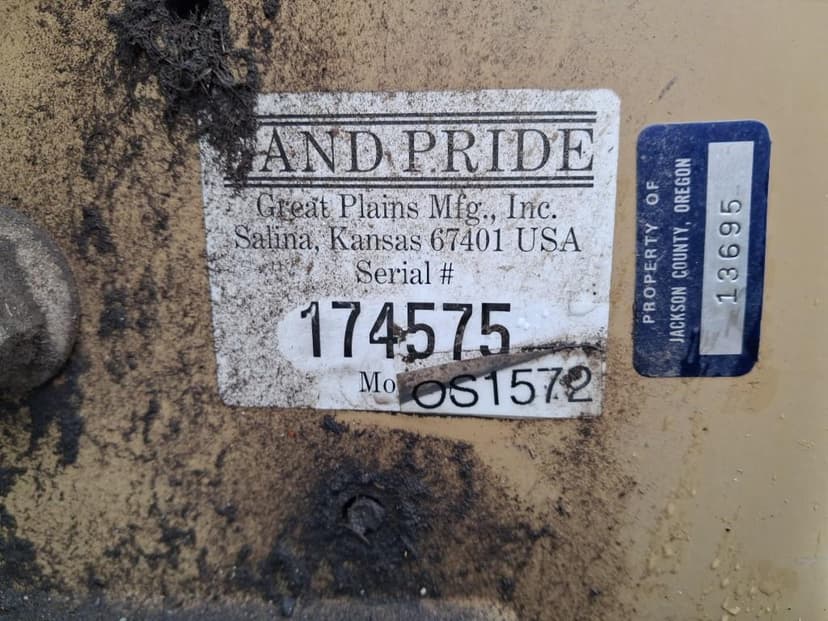 AND PRIDE
Great Plains Mfg., Inc.
Salina, Kansas 67401 USA
Serial #
174575
Mo
OS1572
PROPERTY OF
JACKSON COUNTY, OREGON
13695